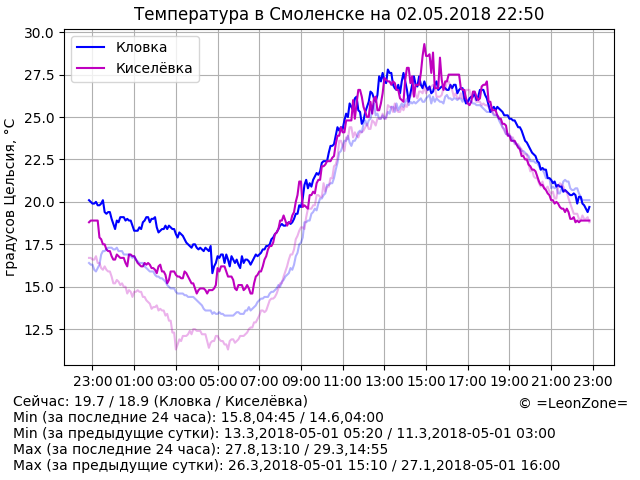 Температура в Смоленске на 02.05.2018 22:50
градусов Цельсия, °C
30.0
27.5
25.0
22.5
20.0
17.5
15.0
12.5
Кловка
Киселёвка
23:00 01:00 03:00 05:00 07:00 09:00 11:00 13:00 15:00 17:00 19:00 21:00 23:00
Сейчас: 19.7 / 18.9 (Кловка / Киселёвка)
© =LeonZone=
Min (за последние 24 часа): 15.8,04:45 / 14.6,04:00
Min (за предыдущие сутки): 13.3,2018-05-01 05:20 / 11.3,2018-05-01 03:00
Max (за последние 24 часа): 27.8,13:10 / 29.3,14:55
Max (за предыдущие сутки): 26.3,2018-05-01 15:10 / 27.1,2018-05-01 16:00